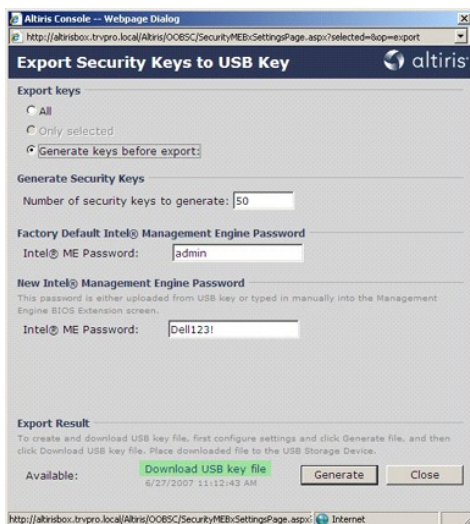 Altiris Console -- Webpage Dialog
http://altirisbox.trvpro.local/Altiris/OOBSC/SecurityMEBxSettingsPage.aspx?selected=&op=export
Export Security Keys to USB Key
altiris
Export keys
All
Only selected
Generate keys before export:
Generate Security Keys
Number of security keys to generate: 50
Factory Default Intel® Management Engine Password
Intel® ME Password: admin
New Intel® Management Engine Password
This password is either uploaded from USB key or typed in manually into the Management
Engine BIOS Extension screen.
Intel® ME Password: Dell123!
Export Result
To create and download USB key file, first configure settings and click Generate file, and then
click Download USB key file. Place downloaded file to the USB Storage Device.
Available: Download USB key file Generate Close
6/27/2007 11:12:43 AM
http://altirisbox.trvpro.local/Altiris/OOBSC/SecurityMEBxSettingsPage.aspx? Internet